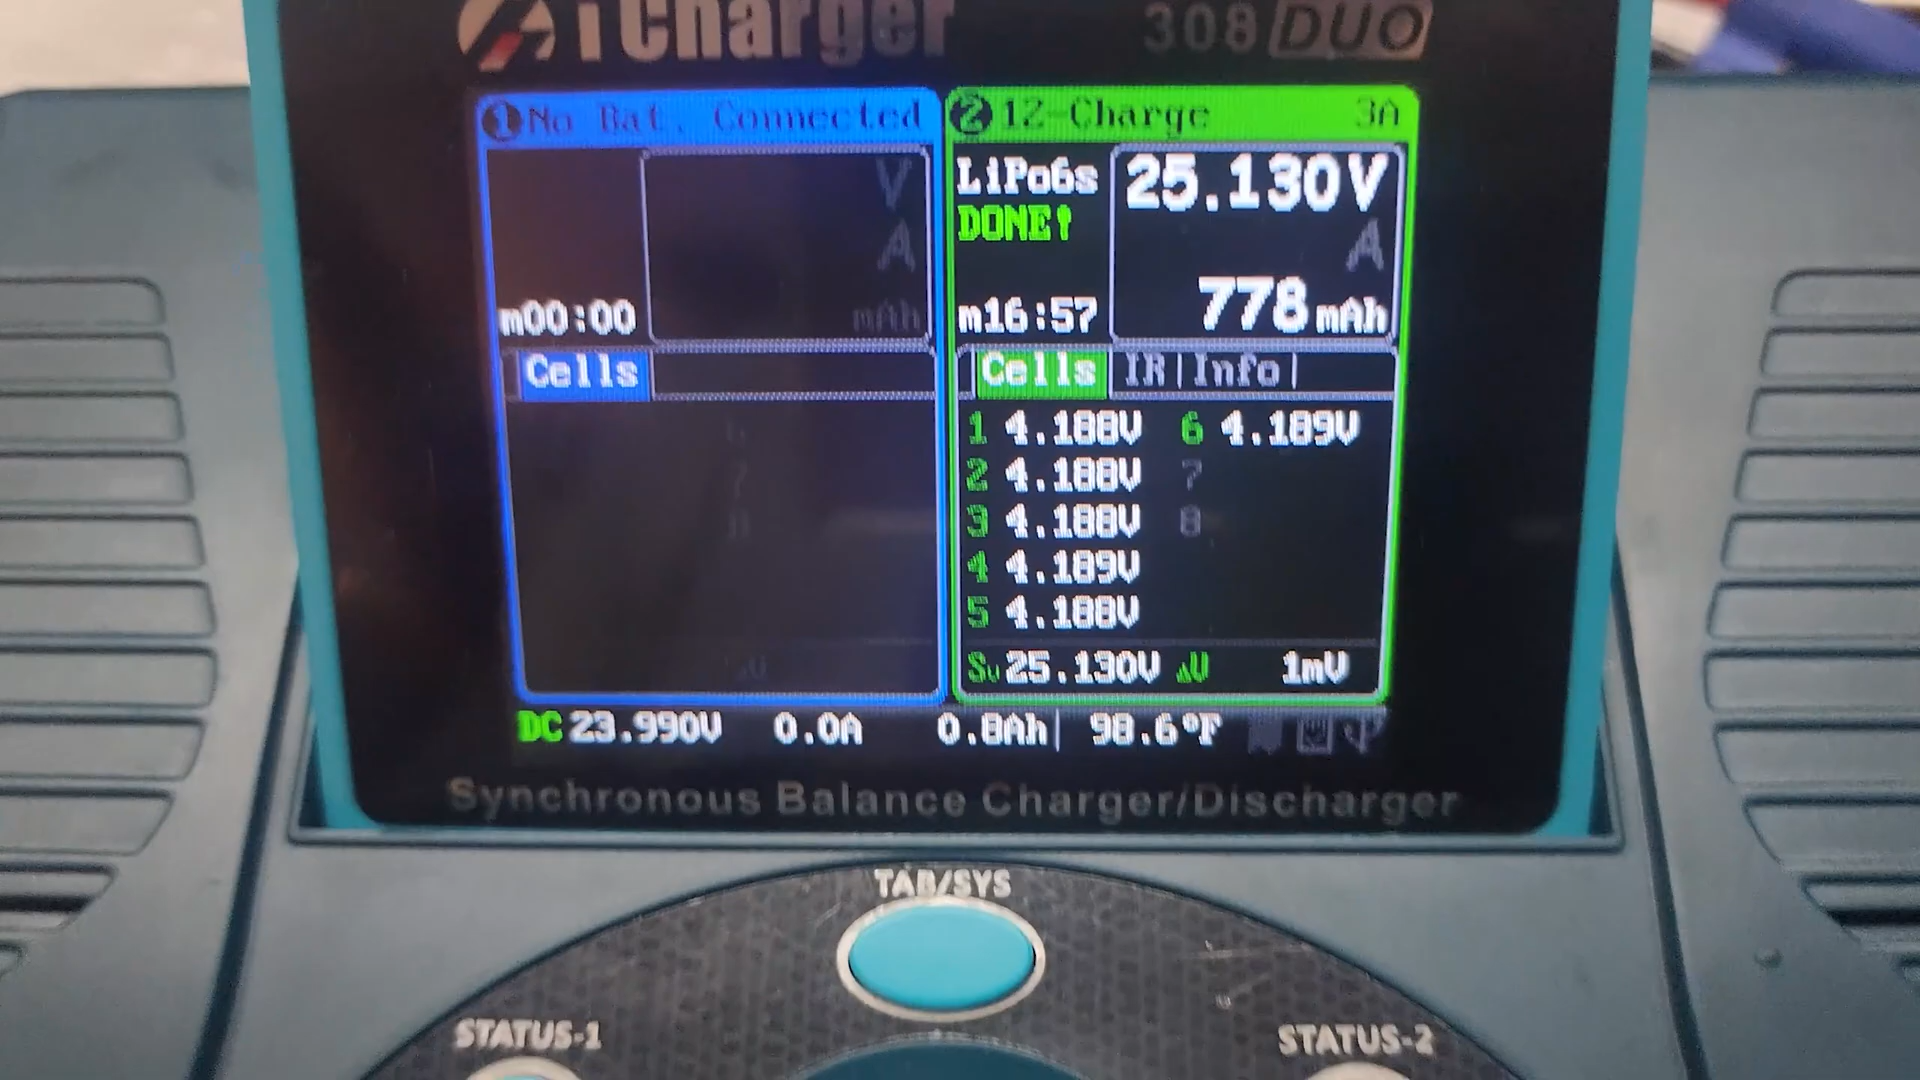 iCharger 308 DUO
1 No Bat. Connected
V
A
m00:00 mAh
Cells
2 1Z-Charge 3A
LiPo6s 25.130V
DONE! A
m16:57 778mAh
Cells IR|Info|
1 4.188V 6 4.189V
2 4.188V 7
3 4.188V 8
4 4.189V
5 4.188V
Sv 25.130V ΔU 1mV
DC 23.990V 0.0A 0.8Ah| 98.6°F
Synchronous Balance Charger/Discharger
TAB/SYS
STATUS-1 STATUS-2